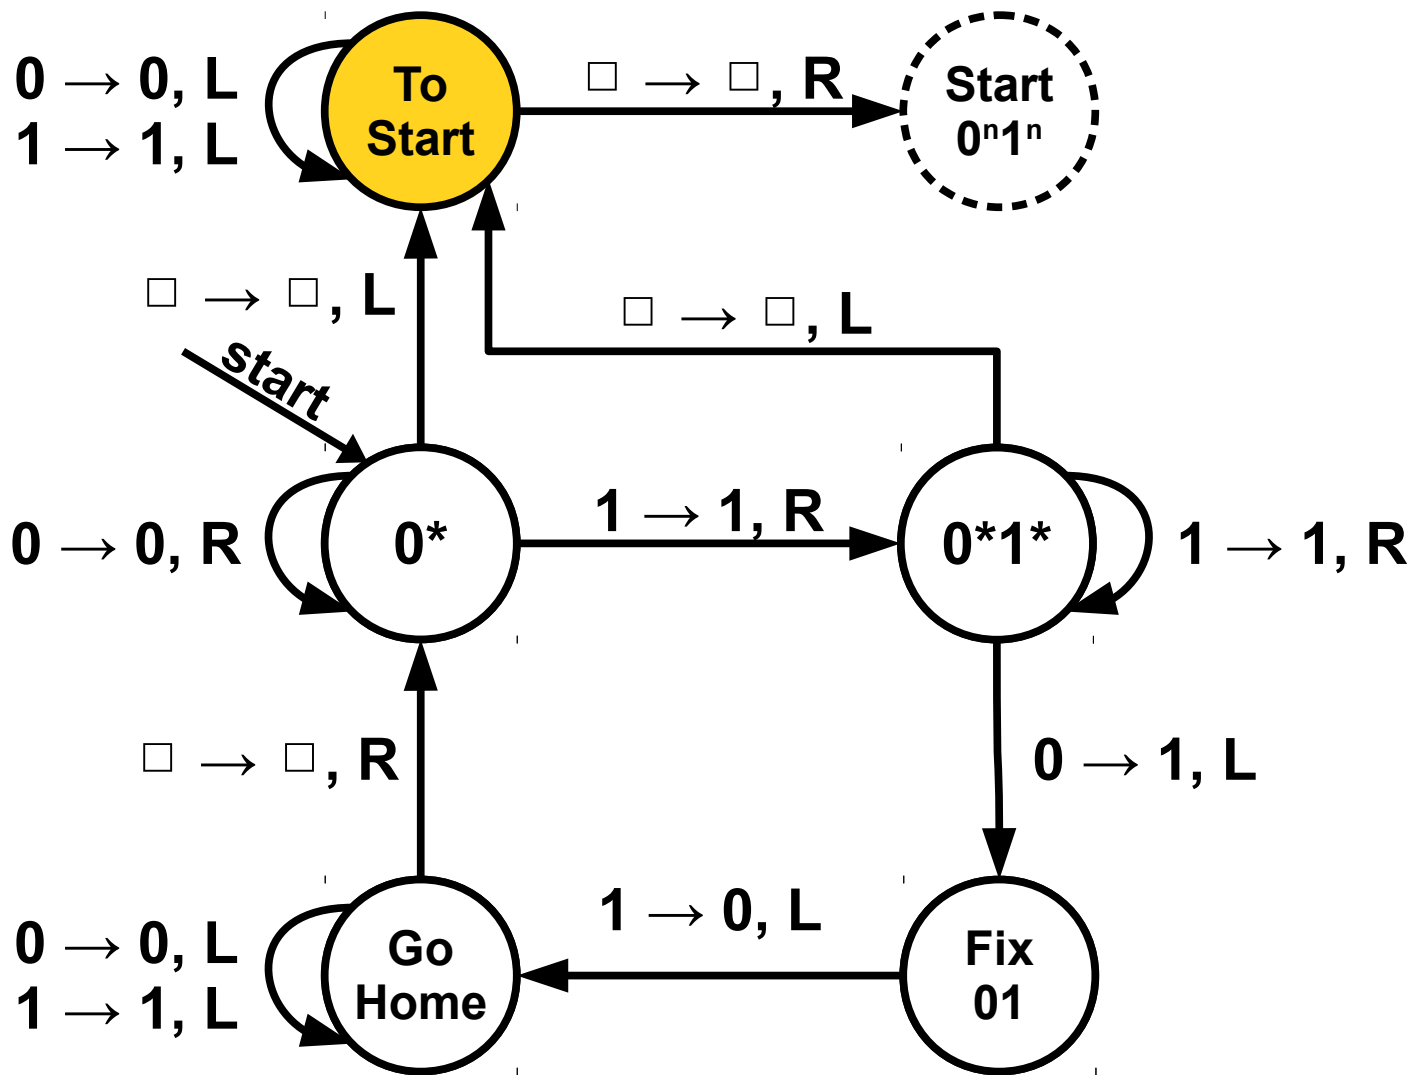 0 → 0, L
1 → 1, L
To
Start
□ → □, R
Start
0ⁿ1ⁿ
□ → □, L
□ → □, L
start
0 → 0, R
0*
1 → 1, R
0*1*
1 → 1, R
□ → □, R
0 → 1, L
0 → 0, L
1 → 1, L
Go
Home
1 → 0, L
Fix
01